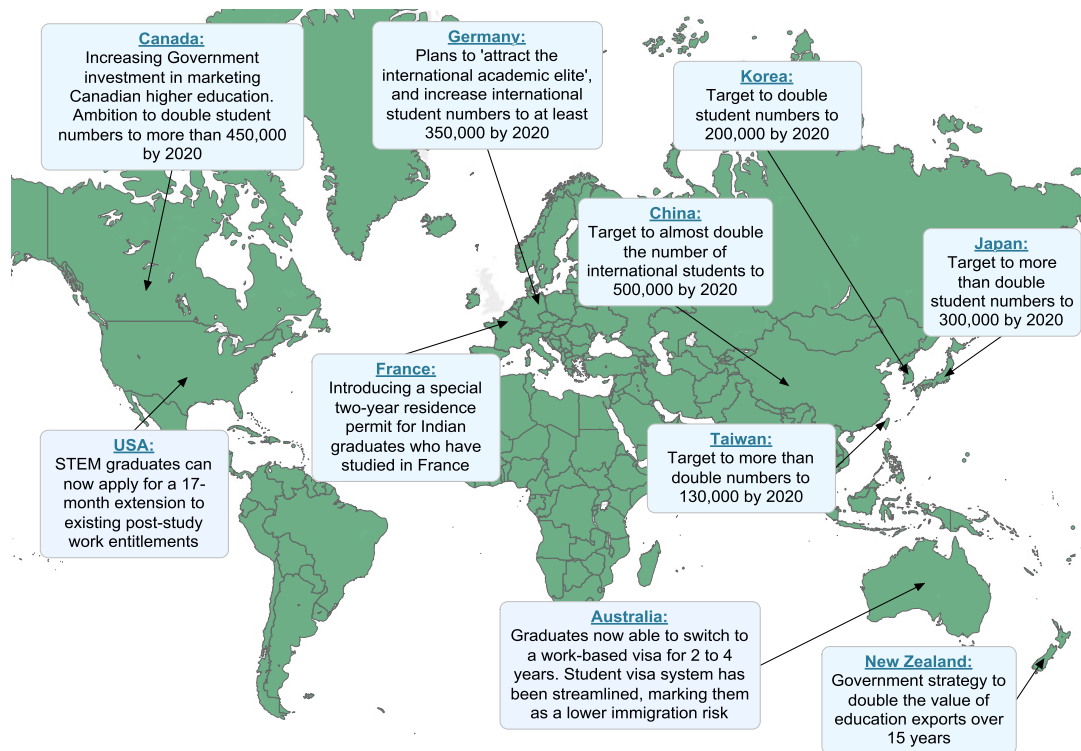 Canada:
Increasing Government
investment in marketing
Canadian higher education.
Ambition to double student
numbers to more than 450,000
by 2020
Germany:
Plans to 'attract the
international academic elite',
and increase international
student numbers to at least
350,000 by 2020
Korea:
Target to double
student numbers to
200,000 by 2020
China:
Target to almost double
the number of
international students to
500,000 by 2020
Japan:
Target to more
than double
student numbers to
300,000 by 2020
France:
Introducing a special
two-year residence
permit for Indian
graduates who have
studied in France
USA:
STEM graduates can
now apply for a 17-
month extension to
existing post-study
work entitlements
Taiwan:
Target to more than
double numbers to
130,000 by 2020
Australia:
Graduates now able to switch to
a work-based visa for 2 to 4
years. Student visa system has
been streamlined, marking them
as a lower immigration risk
New Zealand:
Government strategy to
double the value of
education exports over
15 years